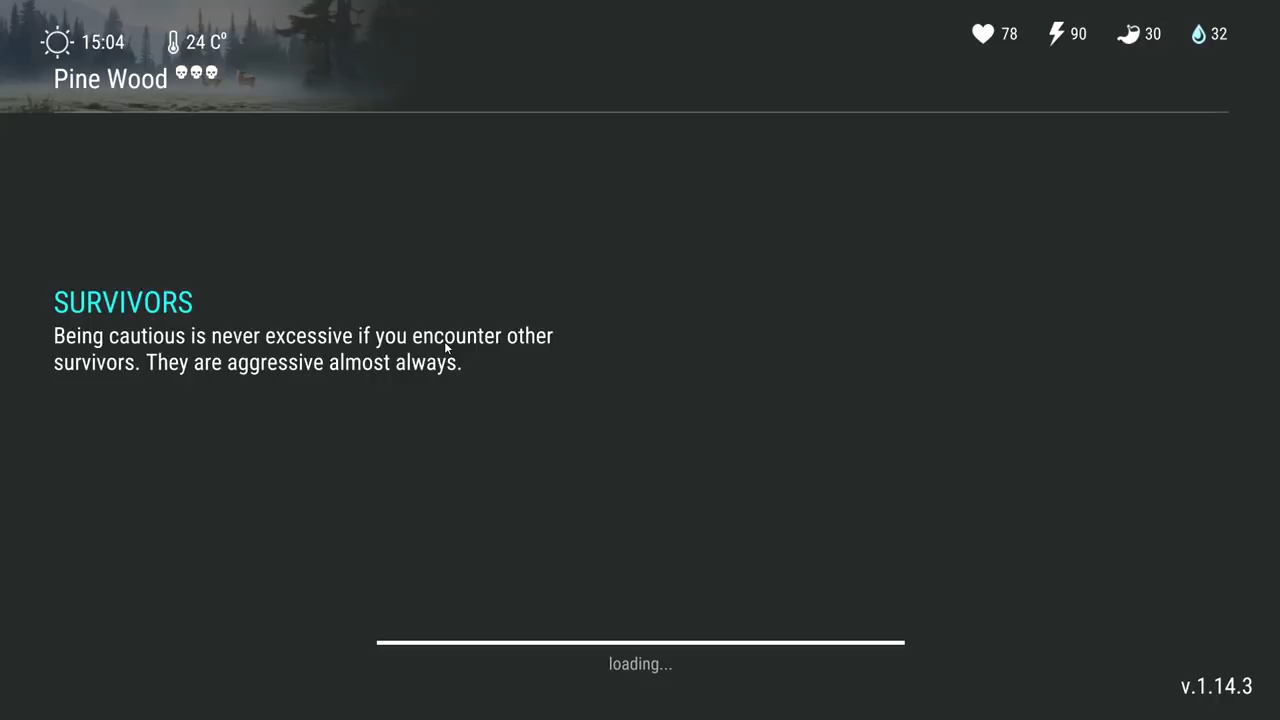 15:04 24 C°
78 90 30 32
Pine Wood
SURVIVORS
Being cautious is never excessive if you encounter other
survivors. They are aggressive almost always.
loading...
v.1.14.3